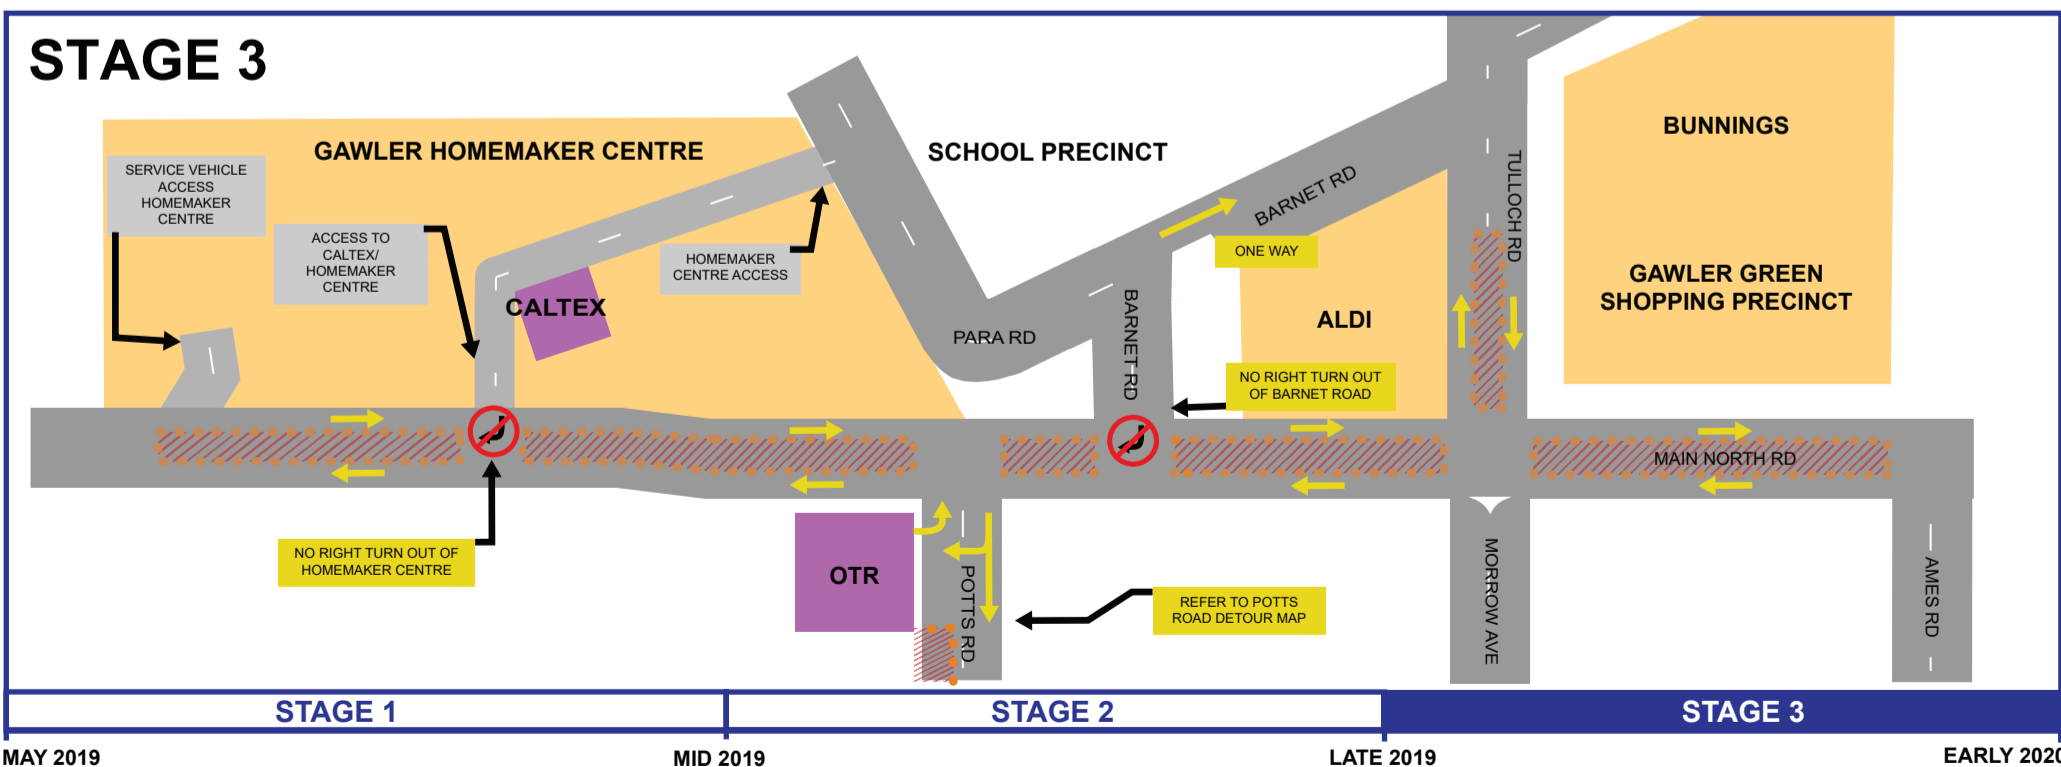 STAGE 3
GAWLER HOMEMAKER CENTRE
SERVICE VEHICLE
ACCESS
HOMEMAKER
CENTRE
ACCESS TO
CALTEX/
HOMEMAKER
CENTRE
HOMEMAKER
CENTRE ACCESS
CALTEX
SCHOOL PRECINCT
PARA RD
BARNET RD
BARNET RD
ONE WAY
ALDI
NO RIGHT TURN OUT
OF BARNET ROAD
TULLOCH RD
BUNNINGS
GAWLER GREEN
SHOPPING PRECINCT
MAIN NORTH RD
NO RIGHT TURN OUT OF
HOMEMAKER CENTRE
OTR
POTTS RD
REFER TO POTTS
ROAD DETOUR MAP
MORROW AVE
AMES RD
STAGE 1
STAGE 2
STAGE 3
MAY 2019
MID 2019
LATE 2019
EARLY 2020